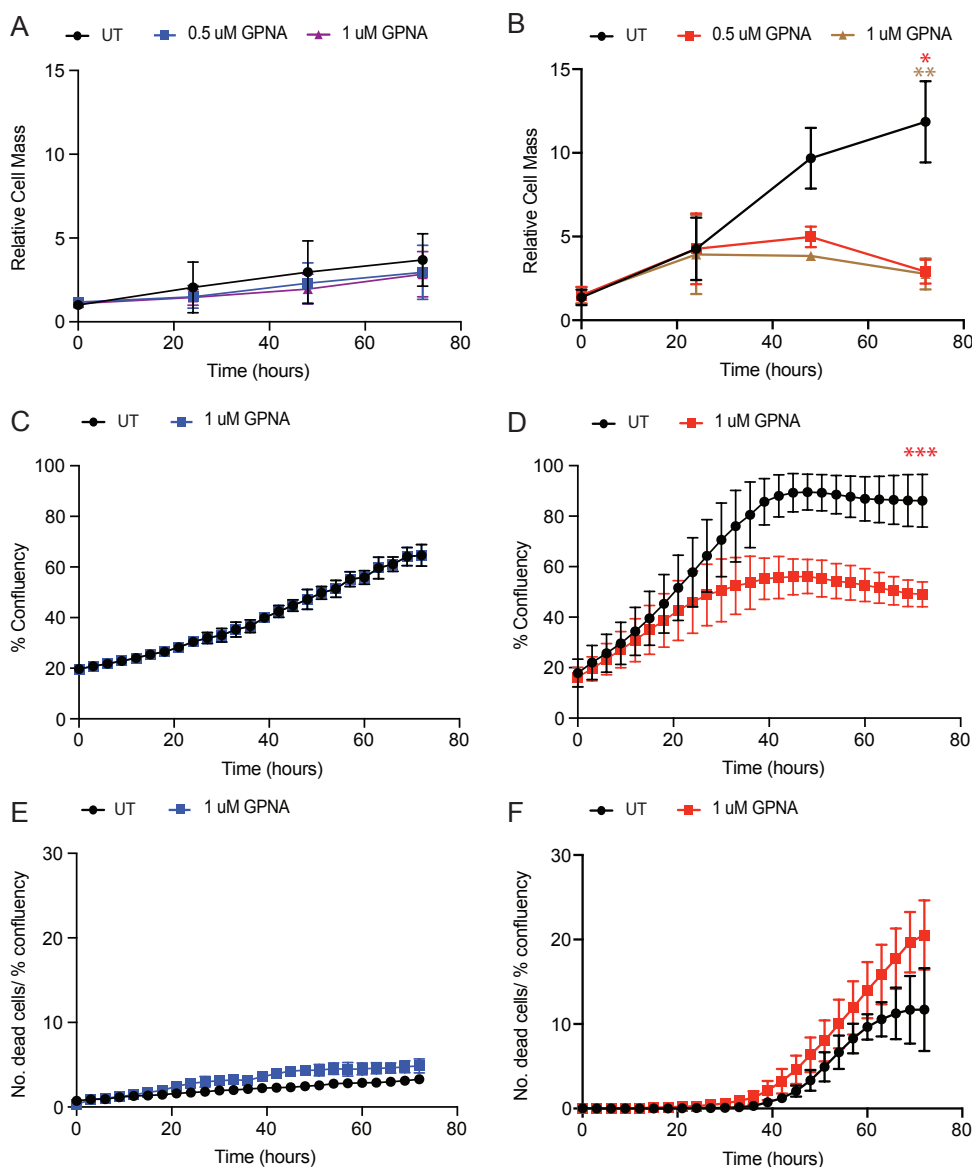 A
UT 0.5 uM GPNA 1 uM GPNA
15
10
5
0
Relative Cell Mass
0 20 40 60 80
Time (hours)
B
UT 0.5 uM GPNA 1 uM GPNA
*
**
15
10
5
0
Relative Cell Mass
0 20 40 60 80
Time (hours)
C
UT 1 uM GPNA
100
80
60
40
20
0
% Confluency
0 20 40 60 80
Time (hours)
D
UT 1 uM GPNA
***
100
80
60
40
20
0
% Confluency
0 20 40 60 80
Time (hours)
E
UT 1 uM GPNA
30
20
10
0
No. dead cells/ % confluency
0 20 40 60 80
Time (hours)
F
UT 1 uM GPNA
30
20
10
0
No. dead cells/ % confluency
0 20 40 60 80
Time (hours)